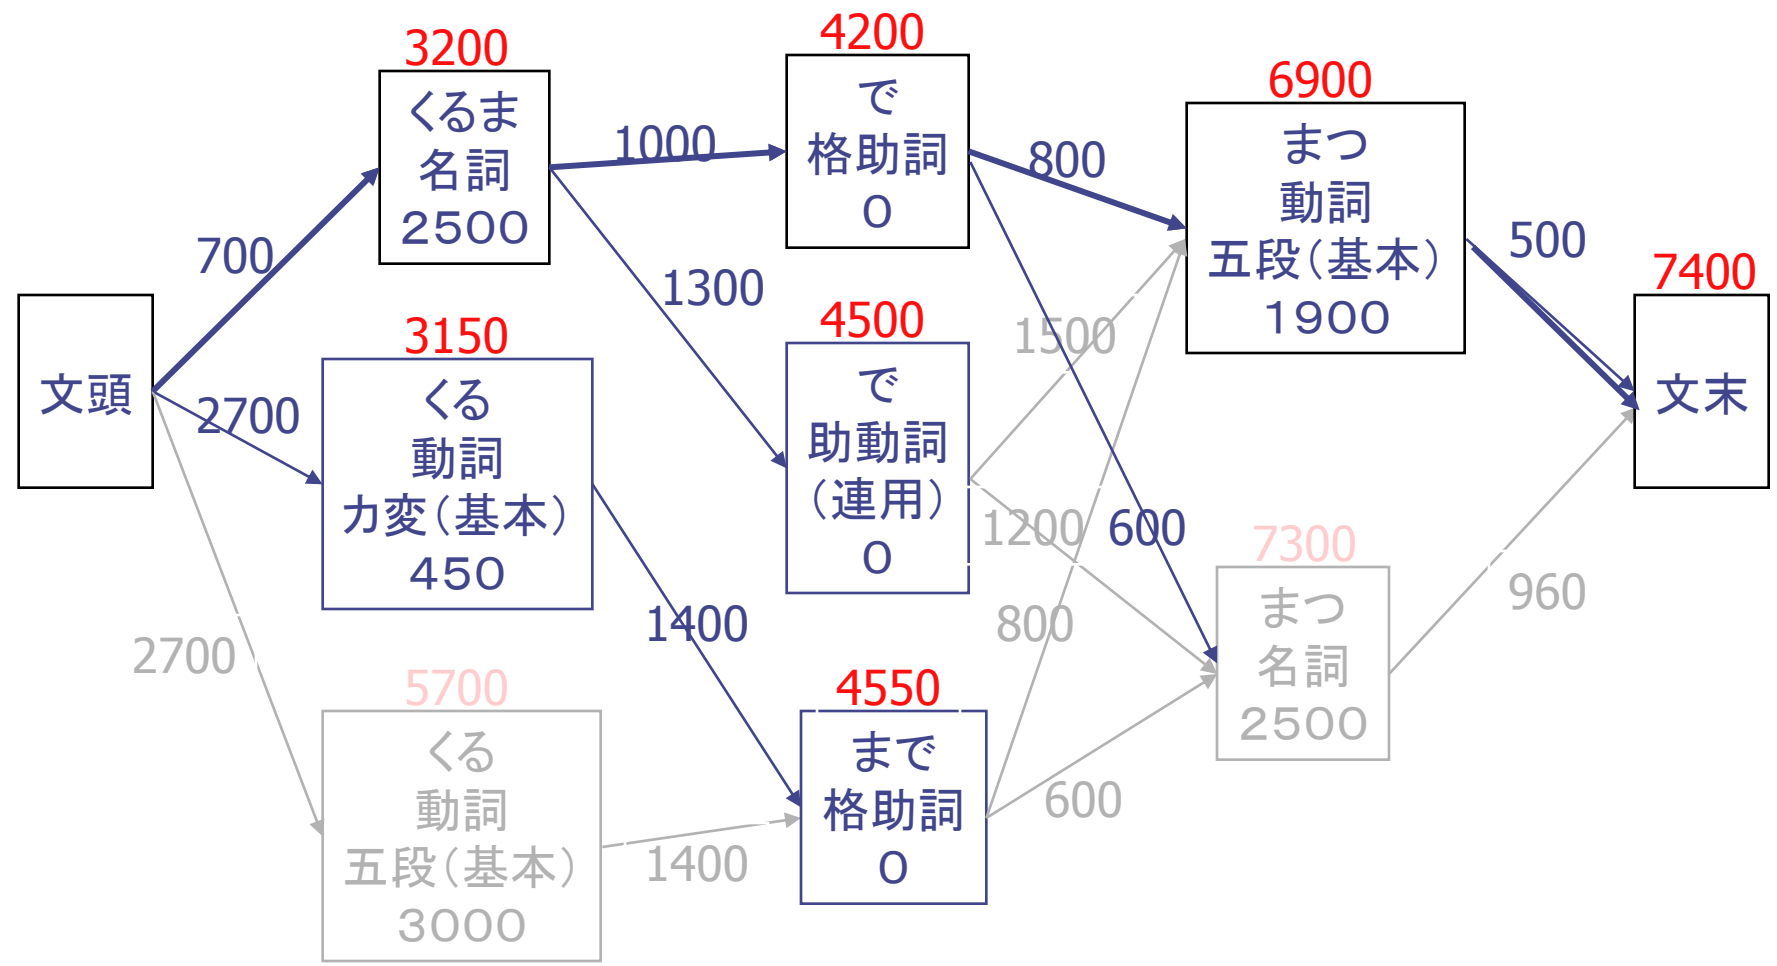 文頭
700
2700
2700
3200
くるま
名詞
2500
3150
くる
動詞
カ変(基本)
450
5700
くる
動詞
五段(基本)
3000
1000
1300
1400
1400
4200
で
格助詞
0
4500
で
助動詞
(連用)
0
4550
まで
格助詞
0
800
1500
1200
600
800
600
6900
まつ
動詞
五段(基本)
1900
7300
まつ
名詞
2500
500
960
7400
文末